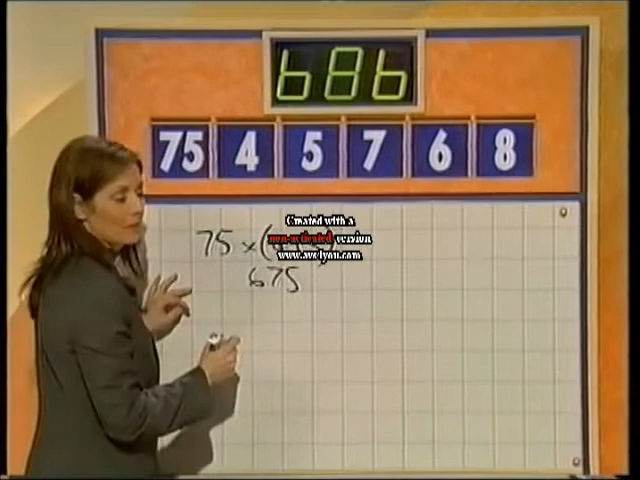 686
75 4 5 7 6 8
75 × (
Created with a
non-activated version
www.avs4you.com
675